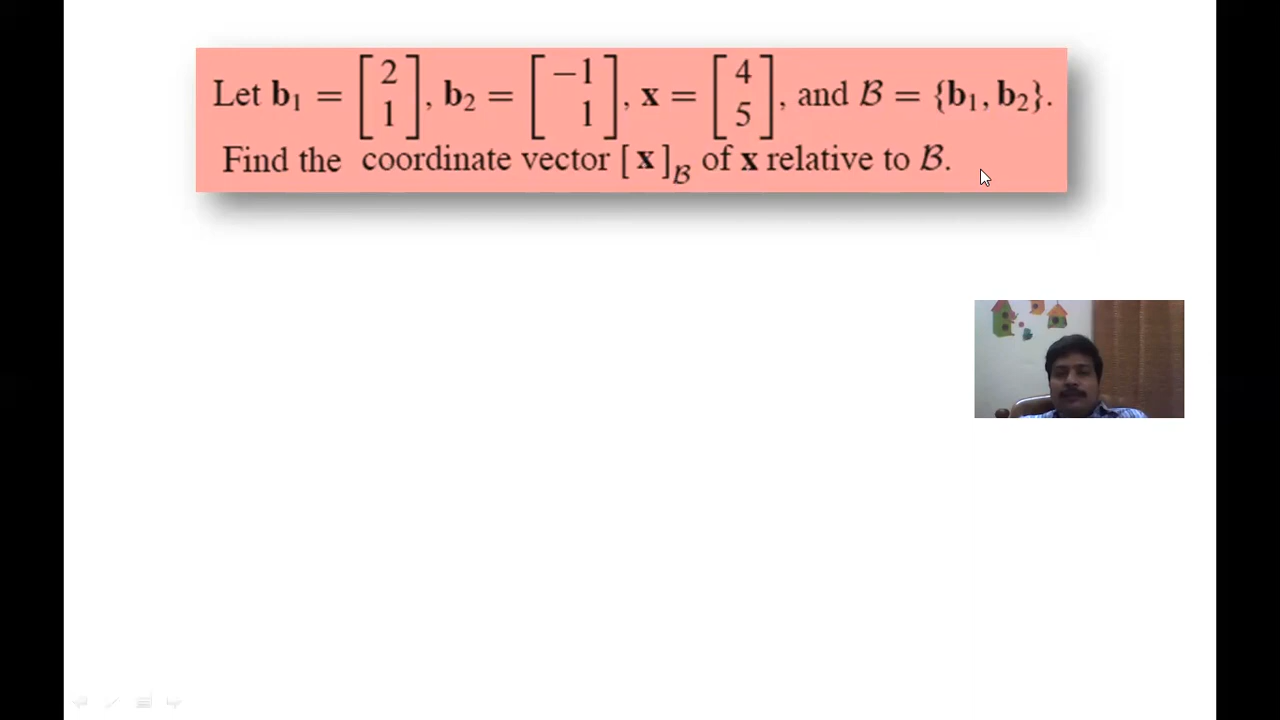 Let b₁ = [2 1], b₂ = [−1 1], x = [4 5], and ℬ = {b₁, b₂}.
Find the coordinate vector [x]ℬ of x relative to ℬ.